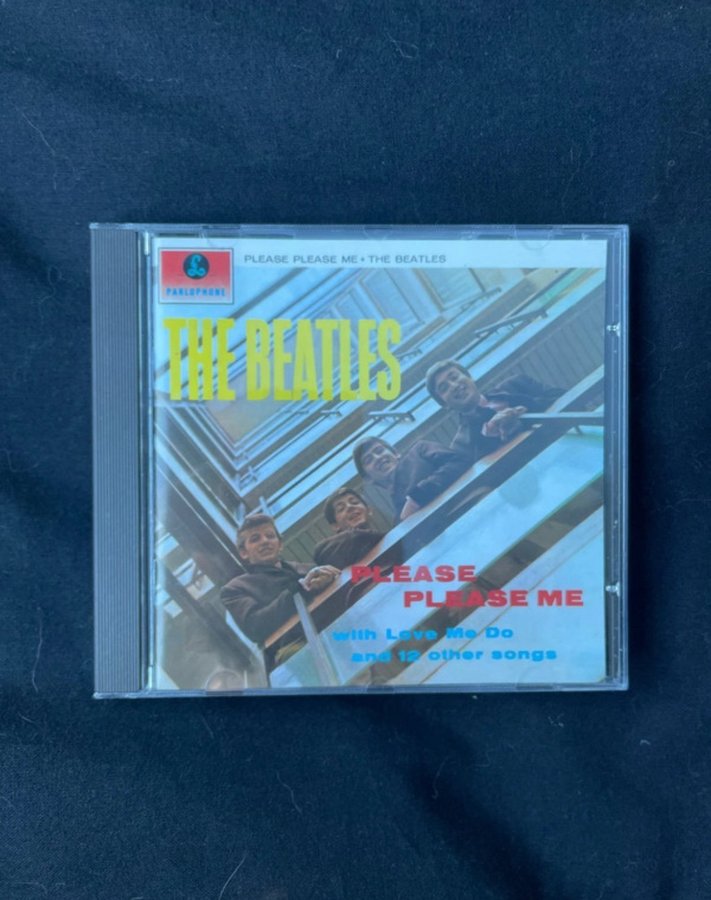 PLEASE PLEASE ME • THE BEATLES
PARLOPHONE
THE BEATLES
PLEASE
PLEASE ME
with Love Me Do
and 12 other songs